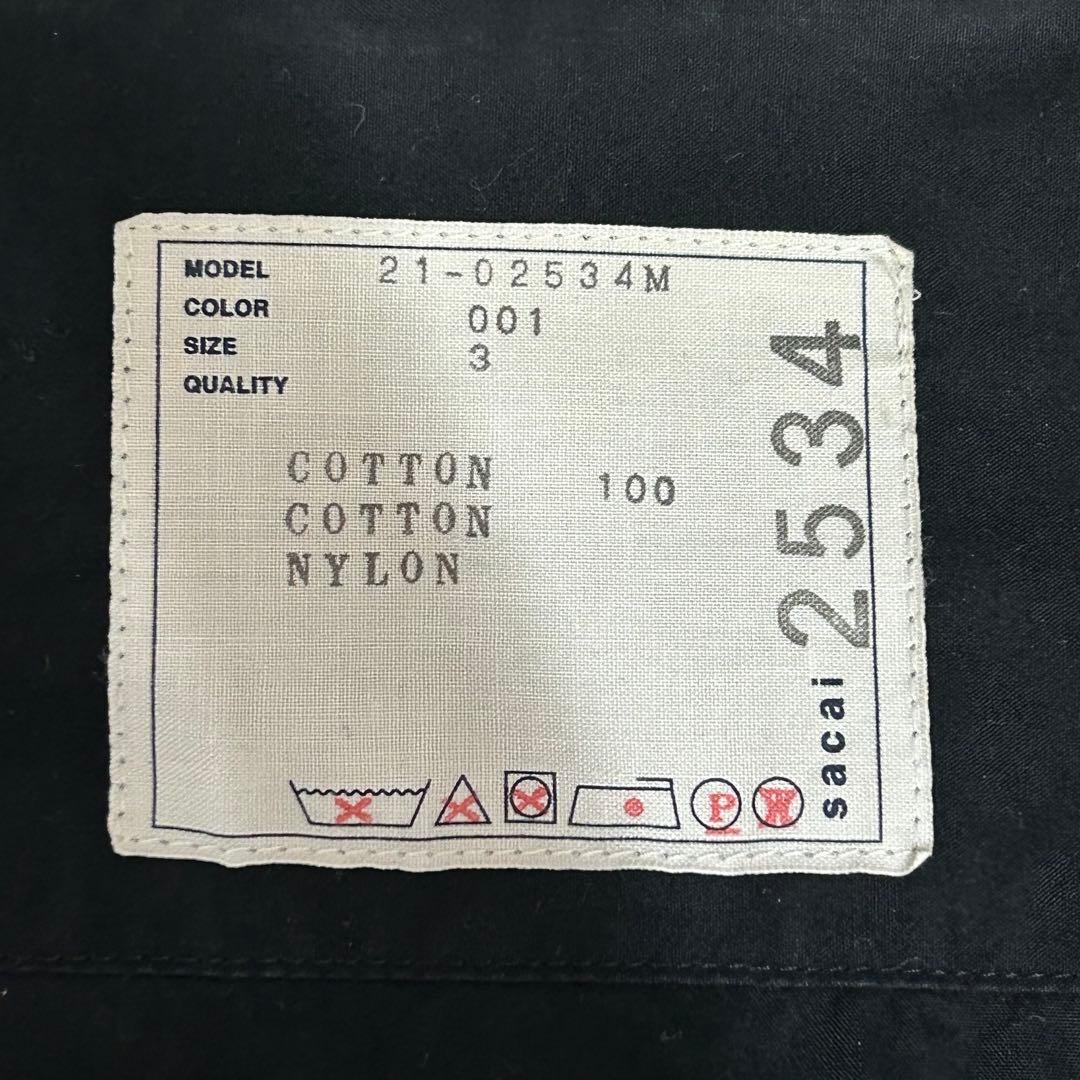 MODEL 21-02534M
COLOR 001
SIZE 3
QUALITY
COTTON 100
COTTON
NYLON
sacai 2534
P
W